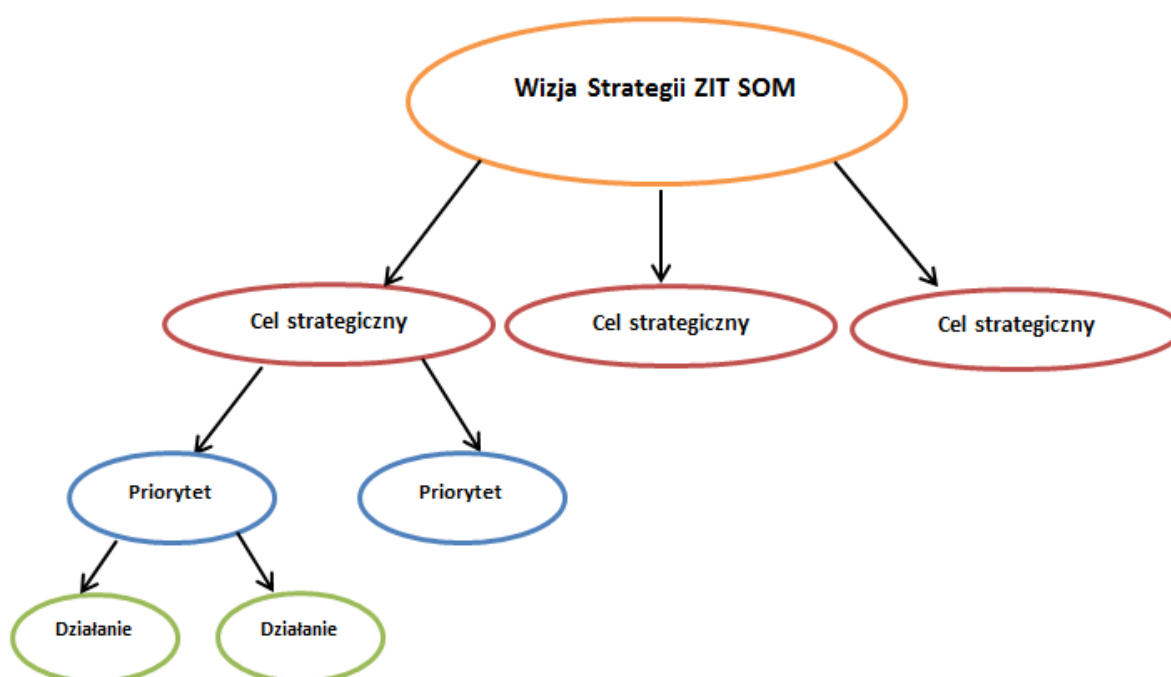 Wizja Strategii ZIT SOM
Cel strategiczny
Cel strategiczny
Cel strategiczny
Priorytet
Priorytet
Działanie
Działanie